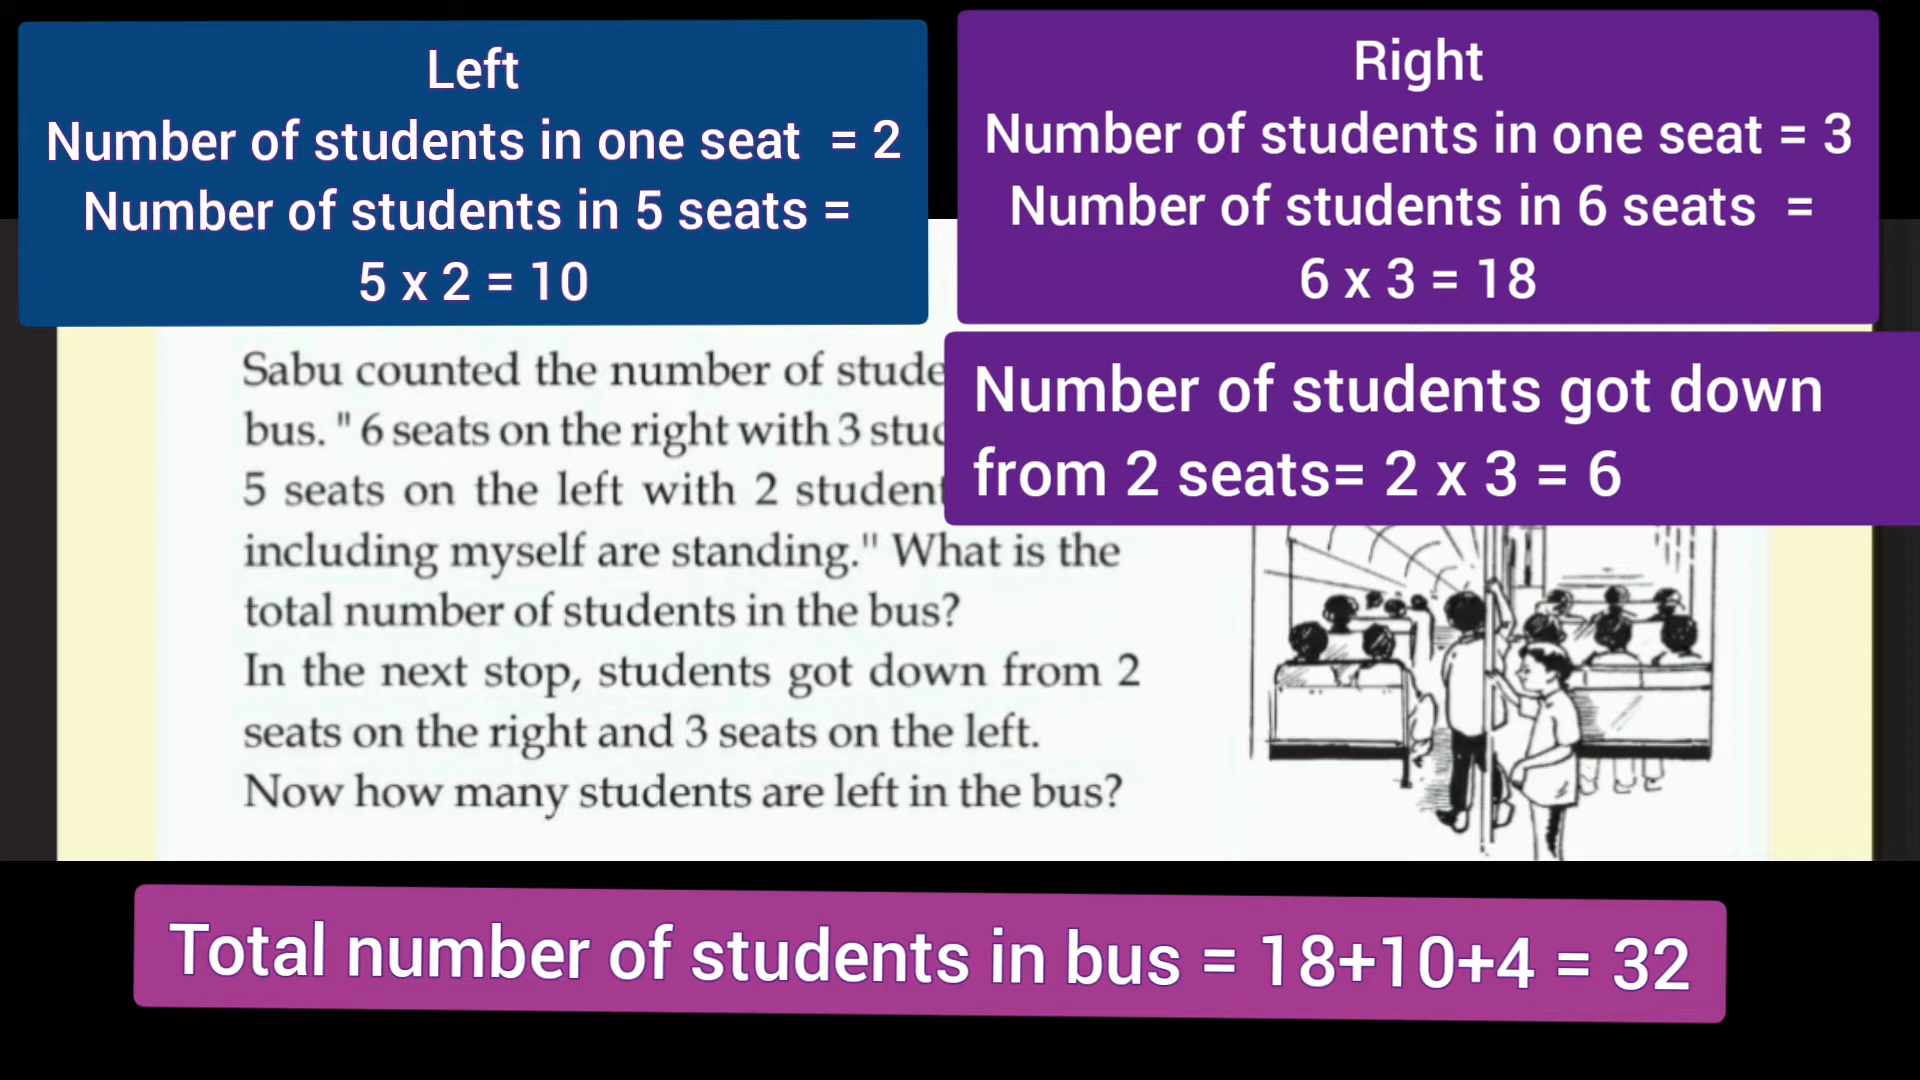 Left
Number of students in one seat = 2
Number of students in 5 seats =
5 x 2 = 10
Right
Number of students in one seat = 3
Number of students in 6 seats =
6 x 3 = 18
Number of students got down
from 2 seats= 2 x 3 = 6
Sabu counted the number of
bus. " 6 seats on the right with 3
5 seats on the left with 2
including myself are standing." What is the
total number of students in the bus?
In the next stop, students got down from 2
seats on the right and 3 seats on the left.
Now how many students are left in the bus?
Total number of students in bus = 18+10+4 = 32